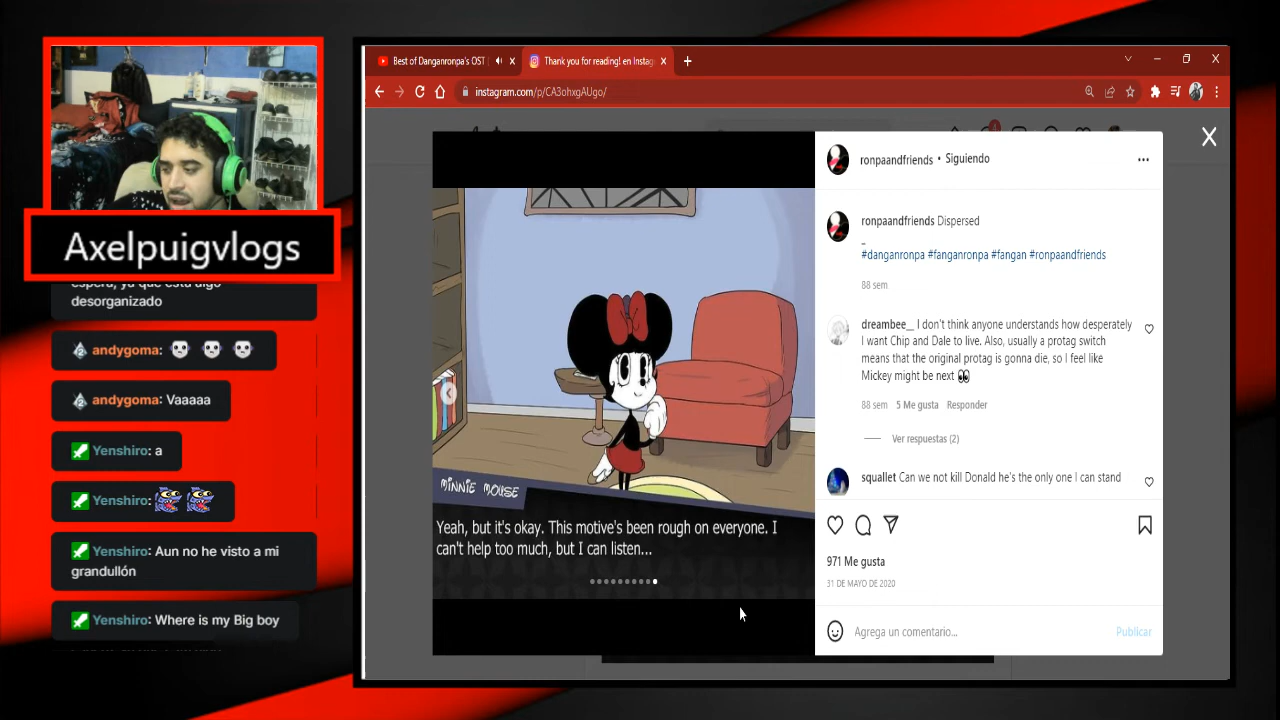 Axelpuigvlogs
desorganizado
andygoma:
andygoma: Vaaaaa
Yenshiro: a
Yenshiro:
Yenshiro: Aun no he visto a mi
grandullón
Yenshiro: Where is my Big boy
Best of Danganronpa's OST
Thank you for reading! en Instag
instagram.com/p/CA3ohxgAUgo/
MINNIE MOUSE
Yeah, but it's okay. This motive's been rough on everyone. I
can't help too much, but I can listen...
ronpaandfriends • Siguiendo
ronpaandfriends Dispersed
_
#danganronpa #fanganronpa #fangan #ronpaandfriends
88 sem
dreambee__ I don't think anyone understands how desperately
I want Chip and Dale to live. Also, usually a protag switch
means that the original protag is gonna die, so I feel like
Mickey might be next 👀
88 sem 5 Me gusta Responder
Ver respuestas (2)
squallet Can we not kill Donald he's the only one I can stand
971 Me gusta
31 DE MAYO DE 2020
Agrega un comentario...
Publicar